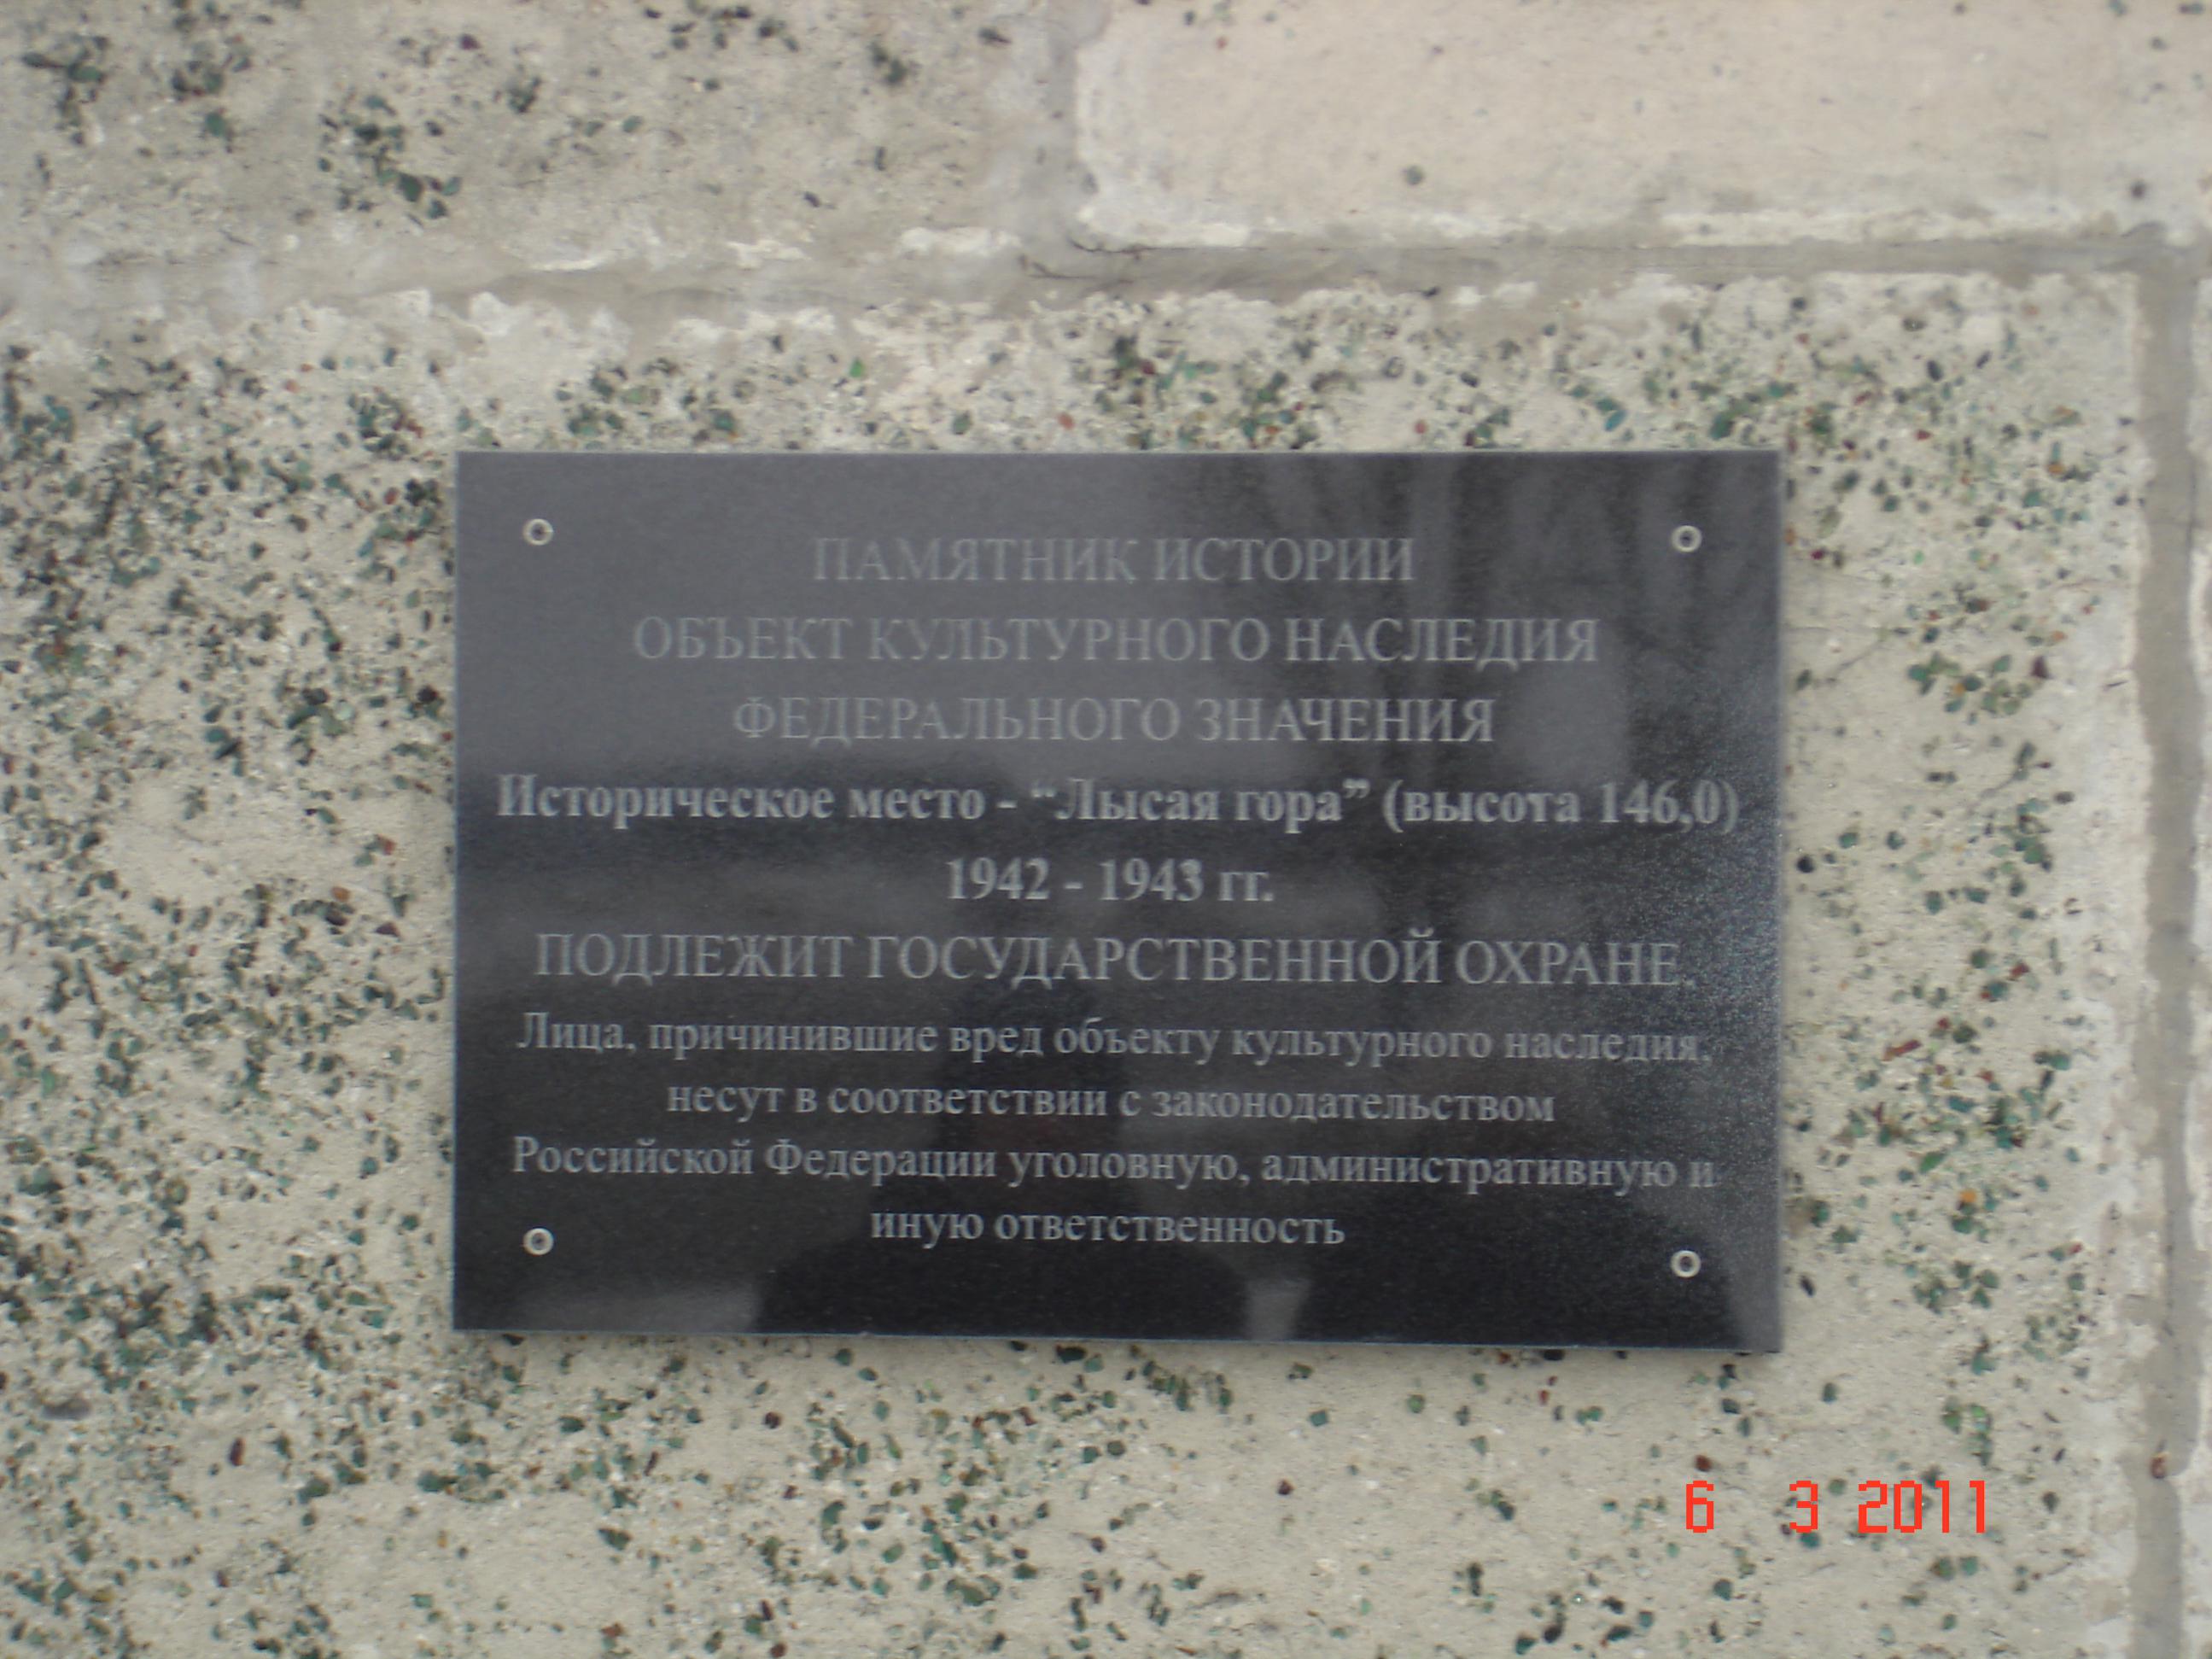 ПАМЯТНИК ИСТОРИИ
ОБЪЕКТ КУЛЬТУРНОГО НАСЛЕДИЯ
ФЕДЕРАЛЬНОГО ЗНАЧЕНИЯ
Историческое место - “Лысая гора” (высота 146,0)
1942 - 1943 гг.
ПОДЛЕЖИТ ГОСУДАРСТВЕННОЙ ОХРАНЕ.
Лица, причинившие вред объекту культурного наследия,
несут в соответствии с законодательством
Российской Федерации уголовную, административную и
иную ответственность
6 3 2011